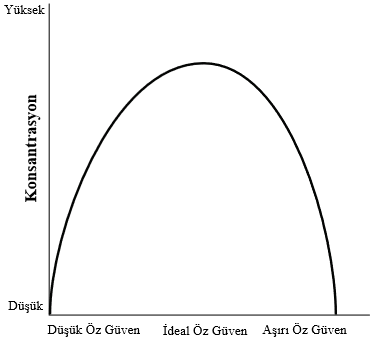 Yüksek
Konsantrasyon
Düşük
Düşük Öz Güven
İdeal Öz Güven
Aşırı Öz Güven